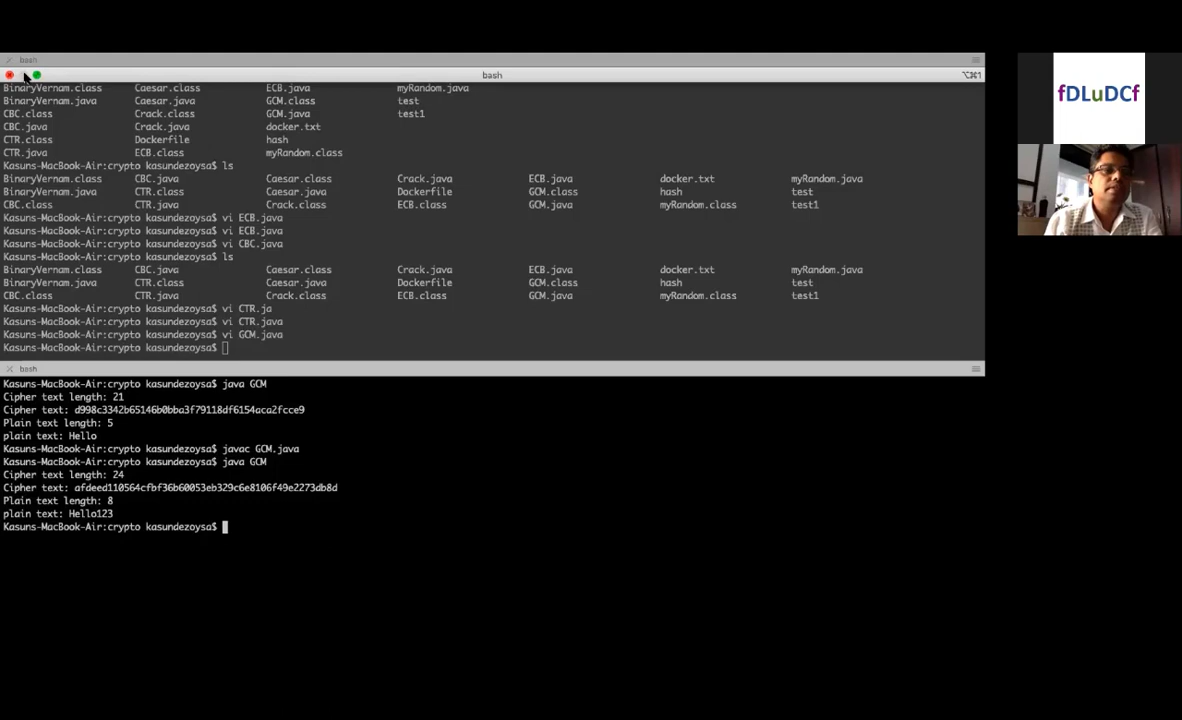 bash
bash
⌥⌘1
BinaryVernam.class Caesar.class ECB.java myRandom.java
BinaryVernam.java Caesar.java GCM.class test
CBC.class Crack.class GCM.java test1
CBC.java Crack.java docker.txt
CTR.class Dockerfile hash
CTR.java ECB.class myRandom.class
Kasuns-MacBook-Air:crypto kasundezoysa$ ls
BinaryVernam.class CBC.java Caesar.class Crack.java ECB.java docker.txt myRandom.java
BinaryVernam.java CTR.class Caesar.java Dockerfile GCM.class hash test
CBC.class CTR.java Crack.class ECB.class GCM.java myRandom.class test1
Kasuns-MacBook-Air:crypto kasundezoysa$ vi ECB.java
Kasuns-MacBook-Air:crypto kasundezoysa$ vi ECB.java
Kasuns-MacBook-Air:crypto kasundezoysa$ vi CBC.java
Kasuns-MacBook-Air:crypto kasundezoysa$ ls
BinaryVernam.class CBC.java Caesar.class Crack.java ECB.java docker.txt myRandom.java
BinaryVernam.java CTR.class Caesar.java Dockerfile GCM.class hash test
CBC.class CTR.java Crack.class ECB.class GCM.java myRandom.class test1
Kasuns-MacBook-Air:crypto kasundezoysa$ vi CTR.ja
Kasuns-MacBook-Air:crypto kasundezoysa$ vi CTR.java
Kasuns-MacBook-Air:crypto kasundezoysa$ vi GCM.java
Kasuns-MacBook-Air:crypto kasundezoysa$
bash
Kasuns-MacBook-Air:crypto kasundezoysa$ java GCM
Cipher text length: 21
Cipher text: d998c3342b65146b0bba3f79118df6154aca2fcce9
Plain text length: 5
plain text: Hello
Kasuns-MacBook-Air:crypto kasundezoysa$ javac GCM.java
Kasuns-MacBook-Air:crypto kasundezoysa$ java GCM
Cipher text length: 24
Cipher text: afdeed110564cfbf36b60053eb329c6e8106f49e2273db8d
Plain text length: 8
plain text: Hello123
Kasuns-MacBook-Air:crypto kasundezoysa$
fDLuDCf